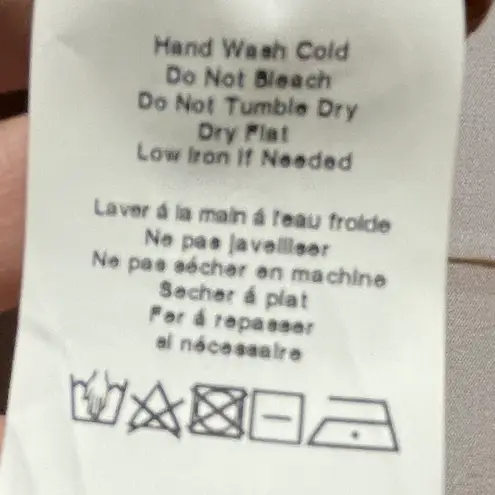 Hand Wash Cold
Do Not Bleach
Do Not Tumble Dry
Dry Flat
Low Iron If Needed
Laver á la main á l'eau froide
Ne pas javelliser
Ne pas sécher en machine
Secher á plat
Fer á repasser
si nécessaire